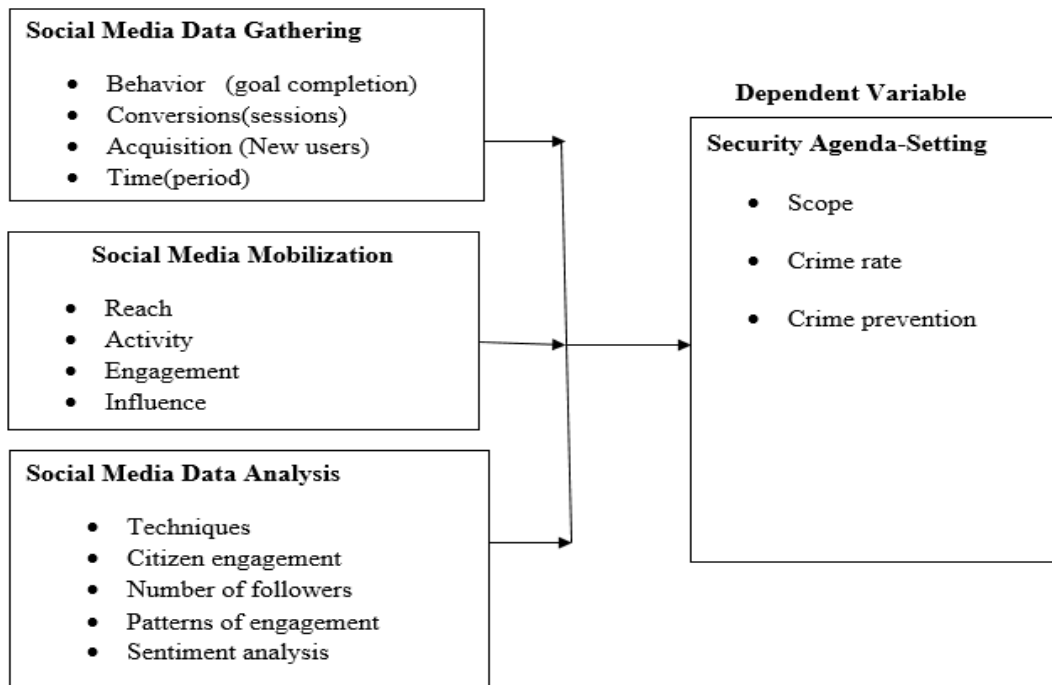 Social Media Data Gathering
• Behavior (goal completion)
• Conversions(sessions)
• Acquisition (New users)
• Time(period)
Social Media Mobilization
• Reach
• Activity
• Engagement
• Influence
Social Media Data Analysis
• Techniques
• Citizen engagement
• Number of followers
• Patterns of engagement
• Sentiment analysis
Dependent Variable
Security Agenda-Setting
• Scope
• Crime rate
• Crime prevention